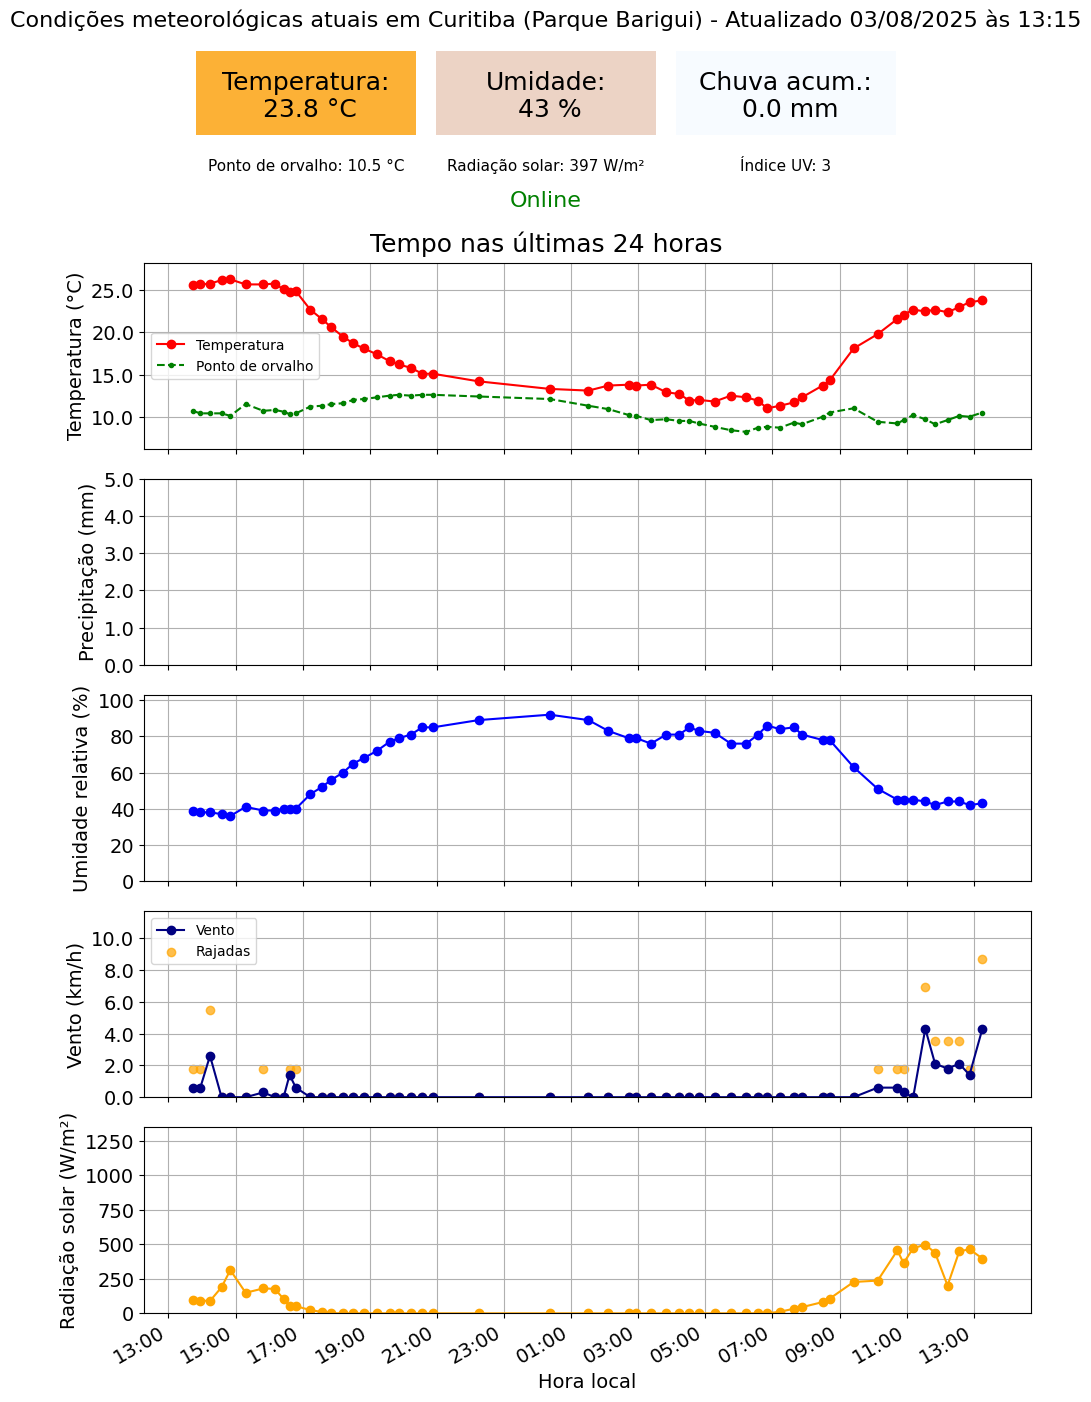 Condições meteorológicas atuais em Curitiba (Parque Barigui) - Atualizado 03/08/2025 às 13:15
Temperatura:
23.8 °C
Umidade:
43 %
Chuva acum.:
0.0 mm
Ponto de orvalho: 10.5 °C
Radiação solar: 397 W/m²
Índice UV: 3
Online
Tempo nas últimas 24 horas
Temperatura (°C)
25.0
20.0
15.0
10.0
Temperatura
Ponto de orvalho
Precipitação (mm)
5.0
4.0
3.0
2.0
1.0
0.0
Umidade relativa (%)
100
80
60
40
20
0
Vento (km/h)
10.0
8.0
6.0
4.0
2.0
0.0
Vento
Rajadas
Radiação solar (W/m²)
1250
1000
750
500
250
0
13:00
15:00
17:00
19:00
21:00
23:00
01:00
03:00
05:00
07:00
09:00
11:00
13:00
Hora local